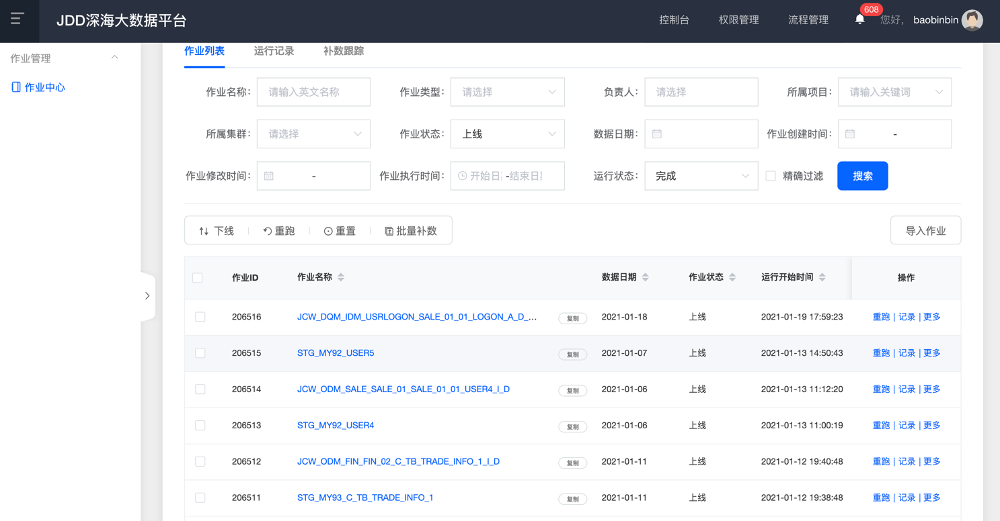 JDD深海大数据平台 控制台 权限管理 流程管理 608 您好, baobinbin
作业管理
作业中心
作业列表 运行记录 补数跟踪
作业名称: 请输入英文名称 作业类型: 请选择 负责人: 请选择 所属项目: 请输入关键词
所属集群: 请选择 作业状态: 上线 数据日期: 作业创建时间: -
作业修改时间: - 作业执行时间: 开始日 -结束日 运行状态: 完成 精确过滤 搜索
下线 重跑 重置 批量补数 导入作业
作业ID 作业名称 数据日期 作业状态 运行开始时间 操作
206516 JCW_DQM_IDM_USRLOGON_SALE_01_01_LOGON_A_D_... 复制 2021-01-18 上线 2021-01-19 17:59:23 重跑 | 记录 | 更多
206515 STG_MY92_USER5 复制 2021-01-07 上线 2021-01-13 14:50:43 重跑 | 记录 | 更多
206514 JCW_ODM_SALE_SALE_01_SALE_01_01_USER4_I_D 复制 2021-01-06 上线 2021-01-13 11:12:20 重跑 | 记录 | 更多
206513 STG_MY92_USER4 复制 2021-01-06 上线 2021-01-13 11:00:19 重跑 | 记录 | 更多
206512 JCW_ODM_FIN_FIN_02_C_TB_TRADE_INFO_1_I_D 复制 2021-01-11 上线 2021-01-12 19:40:48 重跑 | 记录 | 更多
206511 STG_MY93_C_TB_TRADE_INFO_1 复制 2021-01-11 上线 2021-01-12 19:38:48 重跑 | 记录 | 更多